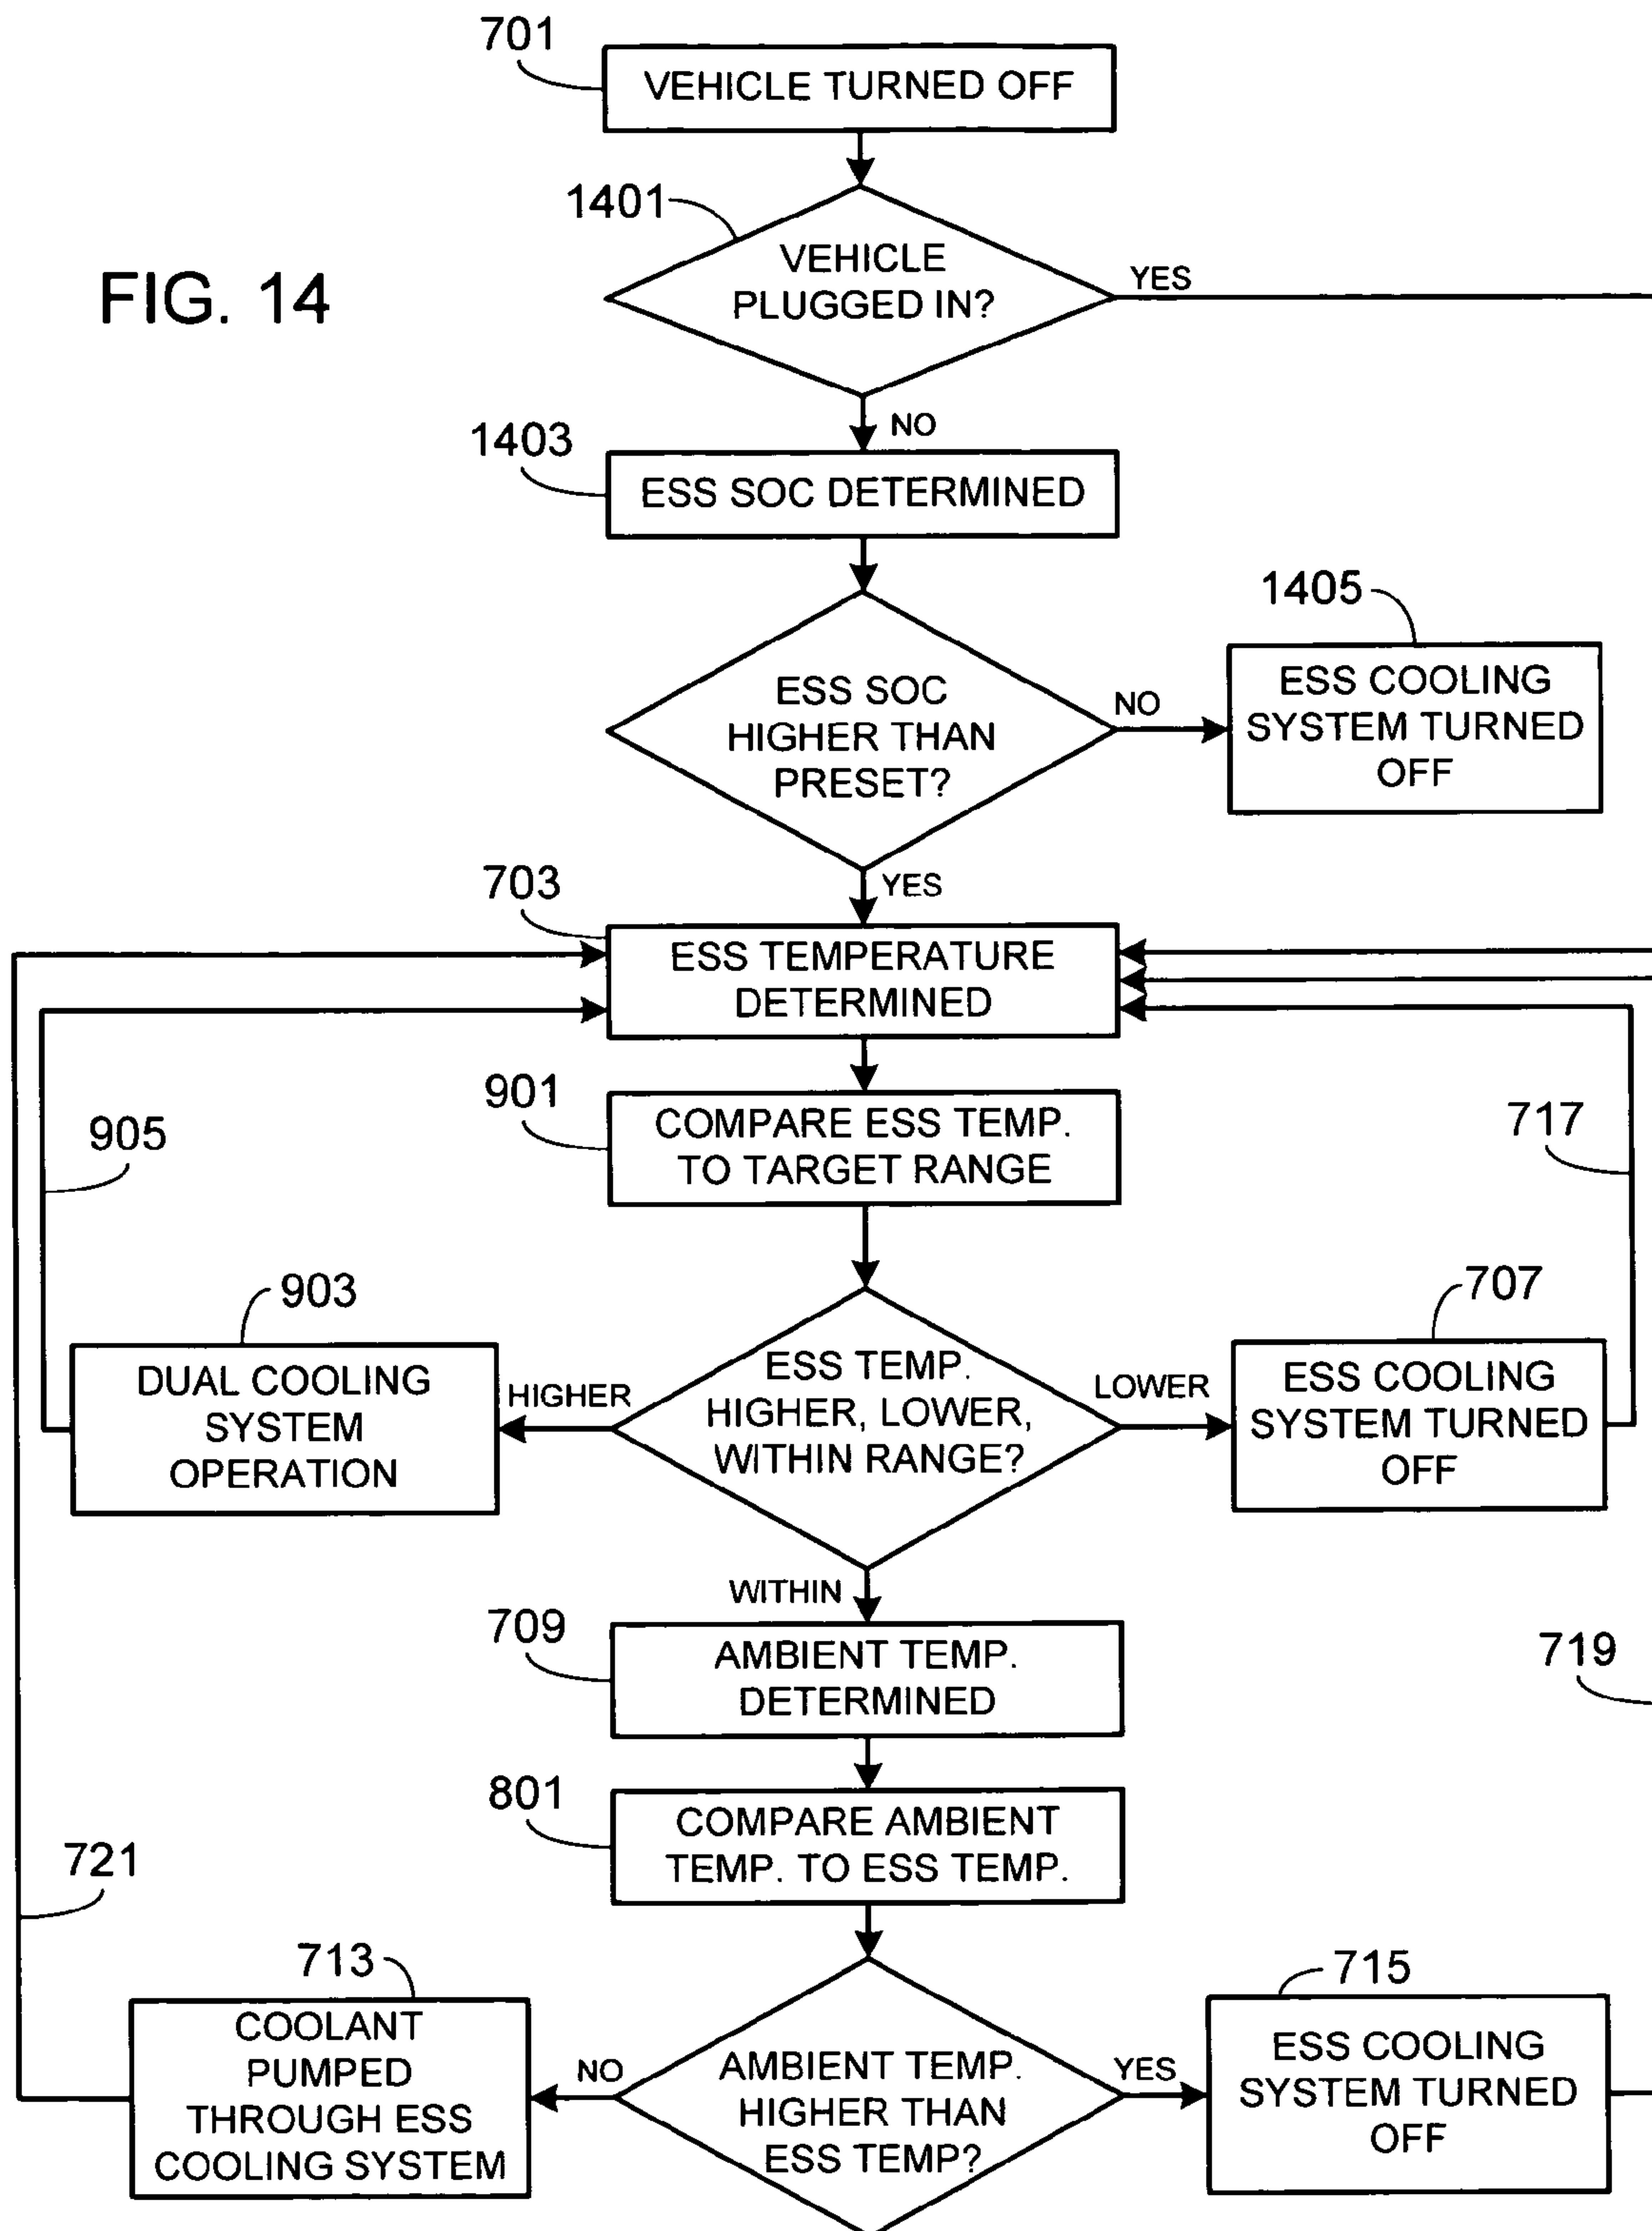 701
VEHICLE TURNED OFF
1401
VEHICLE
PLUGGED IN?
YES
FIG. 14
NO
1403
ESS SOC DETERMINED
1405
ESS SOC
HIGHER THAN
PRESET?
NO
ESS COOLING
SYSTEM TURNED
OFF
YES
703
ESS TEMPERATURE
DETERMINED
901
COMPARE ESS TEMP.
TO TARGET RANGE
905
717
903
707
DUAL COOLING
SYSTEM
OPERATION
HIGHER
ESS TEMP.
HIGHER, LOWER,
WITHIN RANGE?
LOWER
ESS COOLING
SYSTEM TURNED
OFF
WITHIN
709
AMBIENT TEMP.
DETERMINED
719
801
COMPARE AMBIENT
TEMP. TO ESS TEMP.
721
713
715
COOLANT
PUMPED
THROUGH ESS
COOLING SYSTEM
NO
AMBIENT TEMP.
HIGHER THAN
ESS TEMP?
YES
ESS COOLING
SYSTEM TURNED
OFF